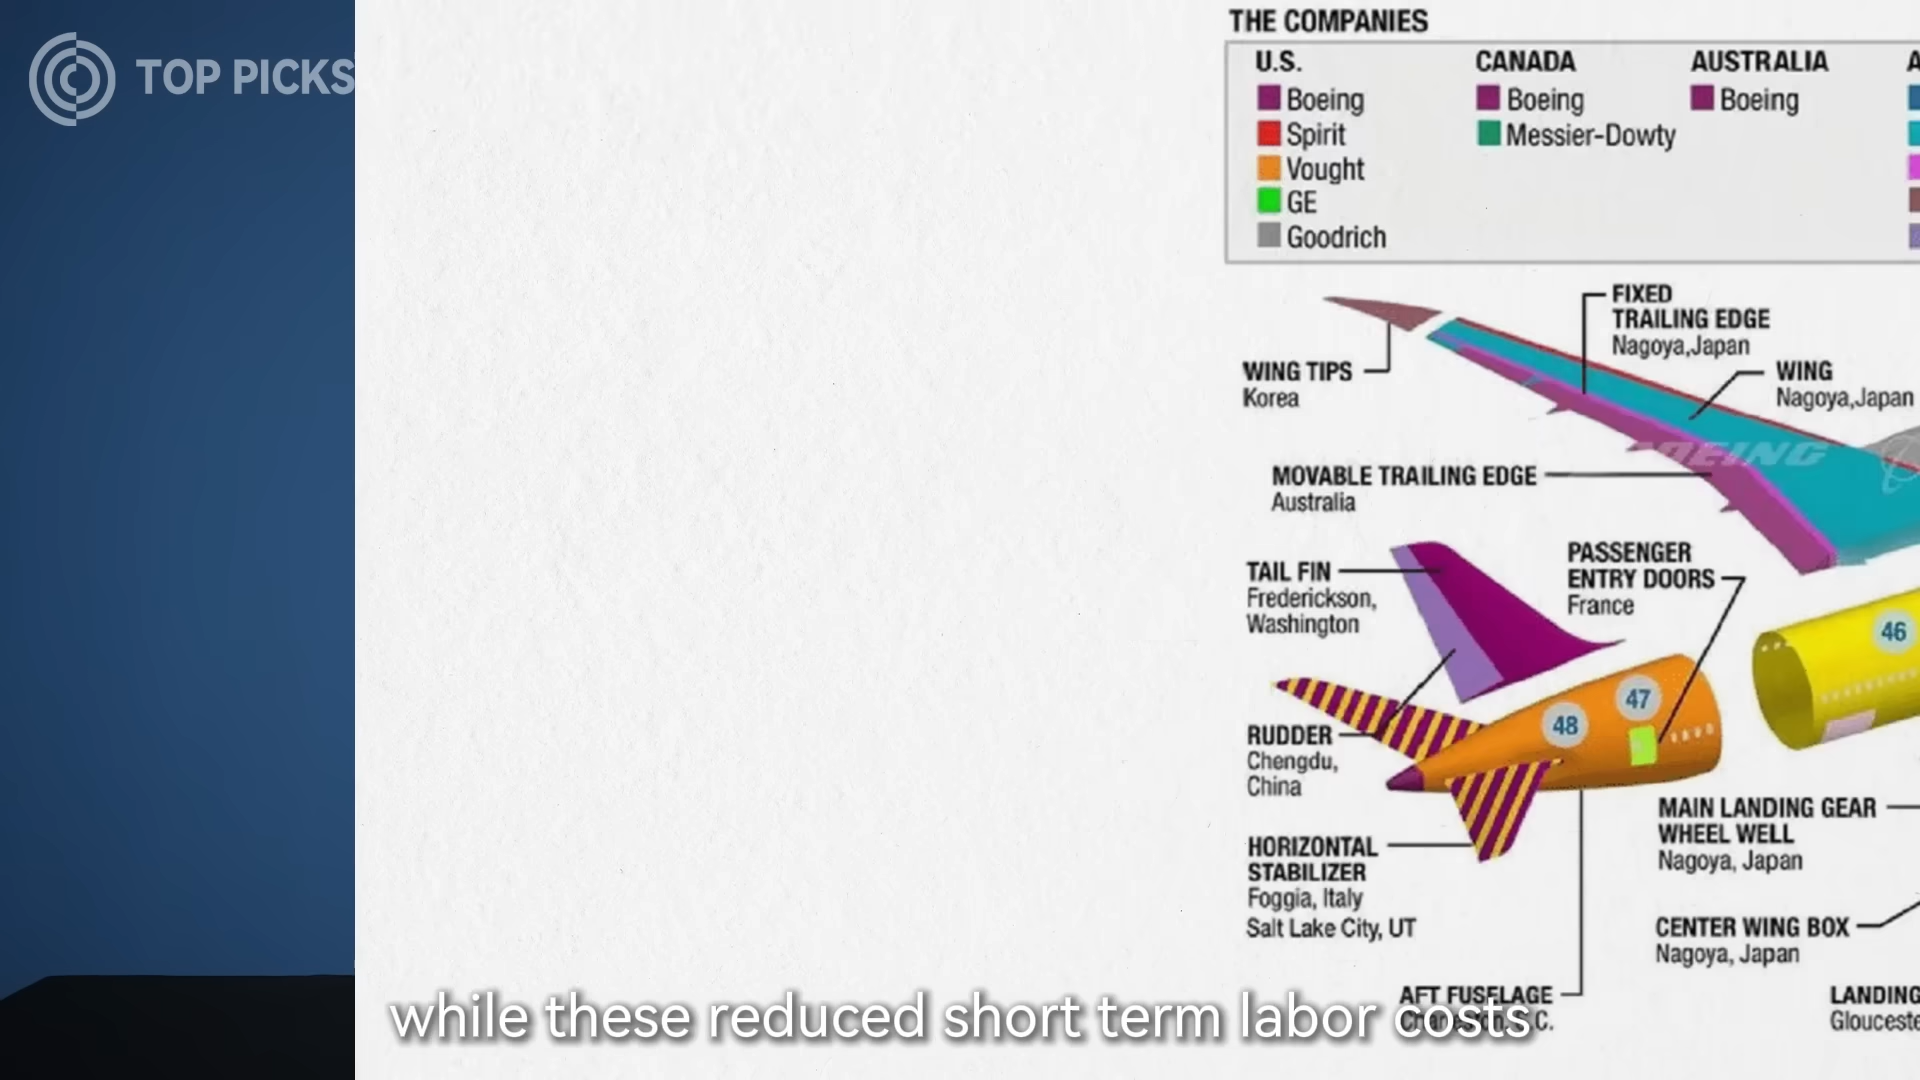 TOP PICKS
THE COMPANIES
U.S.
Boeing
Spirit
Vought
GE
Goodrich
CANADA
Boeing
Messier-Dowty
AUSTRALIA
Boeing
FIXED
TRAILING EDGE
Nagoya,Japan
WING TIPS
Korea
WING
Nagoya,Japan
BOEING
MOVABLE TRAILING EDGE
Australia
TAIL FIN
Frederickson,
Washington
PASSENGER
ENTRY DOORS
France
46
47
48
RUDDER
Chengdu,
China
MAIN LANDING GEAR
WHEEL WELL
Nagoya, Japan
HORIZONTAL
STABILIZER
Foggia, Italy
Salt Lake City, UT
CENTER WING BOX
Nagoya, Japan
AFT FUSELAGE
LANDING
while these reduced short term labor costs